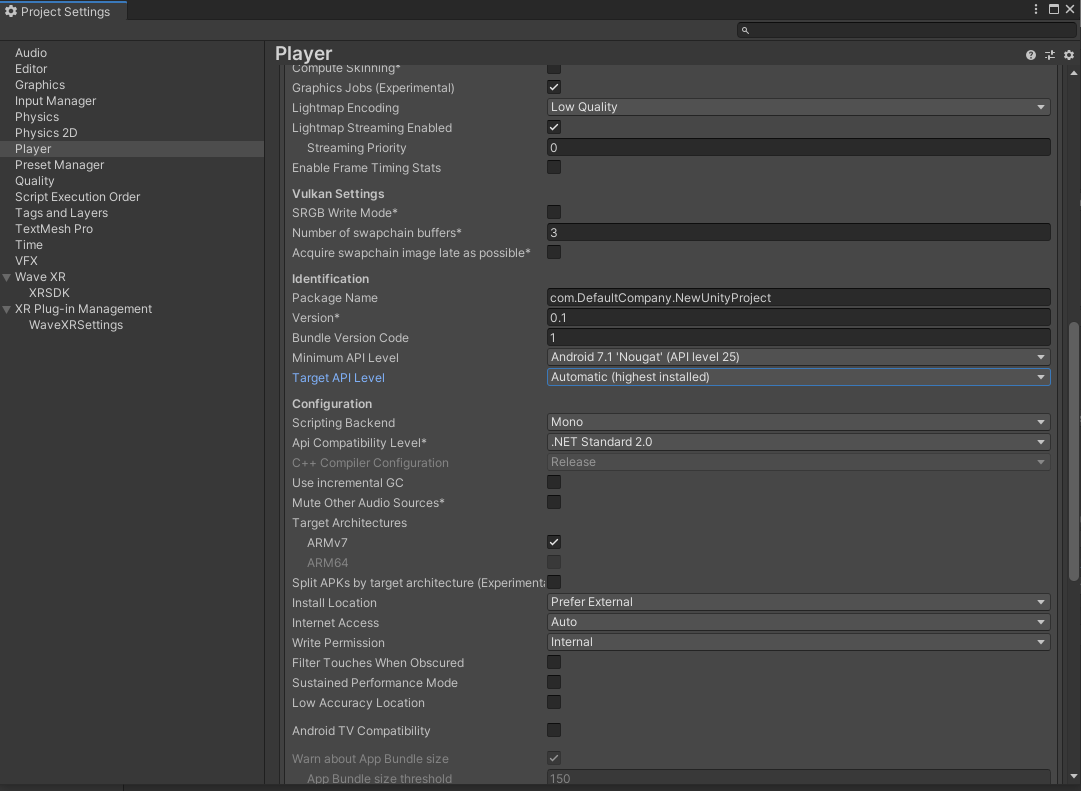 Project Settings
Audio
Editor
Graphics
Input Manager
Physics
Physics 2D
Player
Preset Manager
Quality
Script Execution Order
Tags and Layers
TextMesh Pro
Time
VFX
Wave XR
XRSDK
XR Plug-in Management
WaveXRSettings
Player
Compute Skinning*
Graphics Jobs (Experimental)
Lightmap Encoding Low Quality
Lightmap Streaming Enabled
Streaming Priority 0
Enable Frame Timing Stats
Vulkan Settings
SRGB Write Mode*
Number of swapchain buffers* 3
Acquire swapchain image late as possible*
Identification
Package Name com.DefaultCompany.NewUnityProject
Version* 0.1
Bundle Version Code 1
Minimum API Level Android 7.1 'Nougat' (API level 25)
Target API Level Automatic (highest installed)
Configuration
Scripting Backend Mono
Api Compatibility Level* .NET Standard 2.0
C++ Compiler Configuration Release
Use incremental GC
Mute Other Audio Sources*
Target Architectures
ARMv7
ARM64
Split APKs by target architecture (Experimenta
Install Location Prefer External
Internet Access Auto
Write Permission Internal
Filter Touches When Obscured
Sustained Performance Mode
Low Accuracy Location
Android TV Compatibility
Warn about App Bundle size
App Bundle size threshold 150